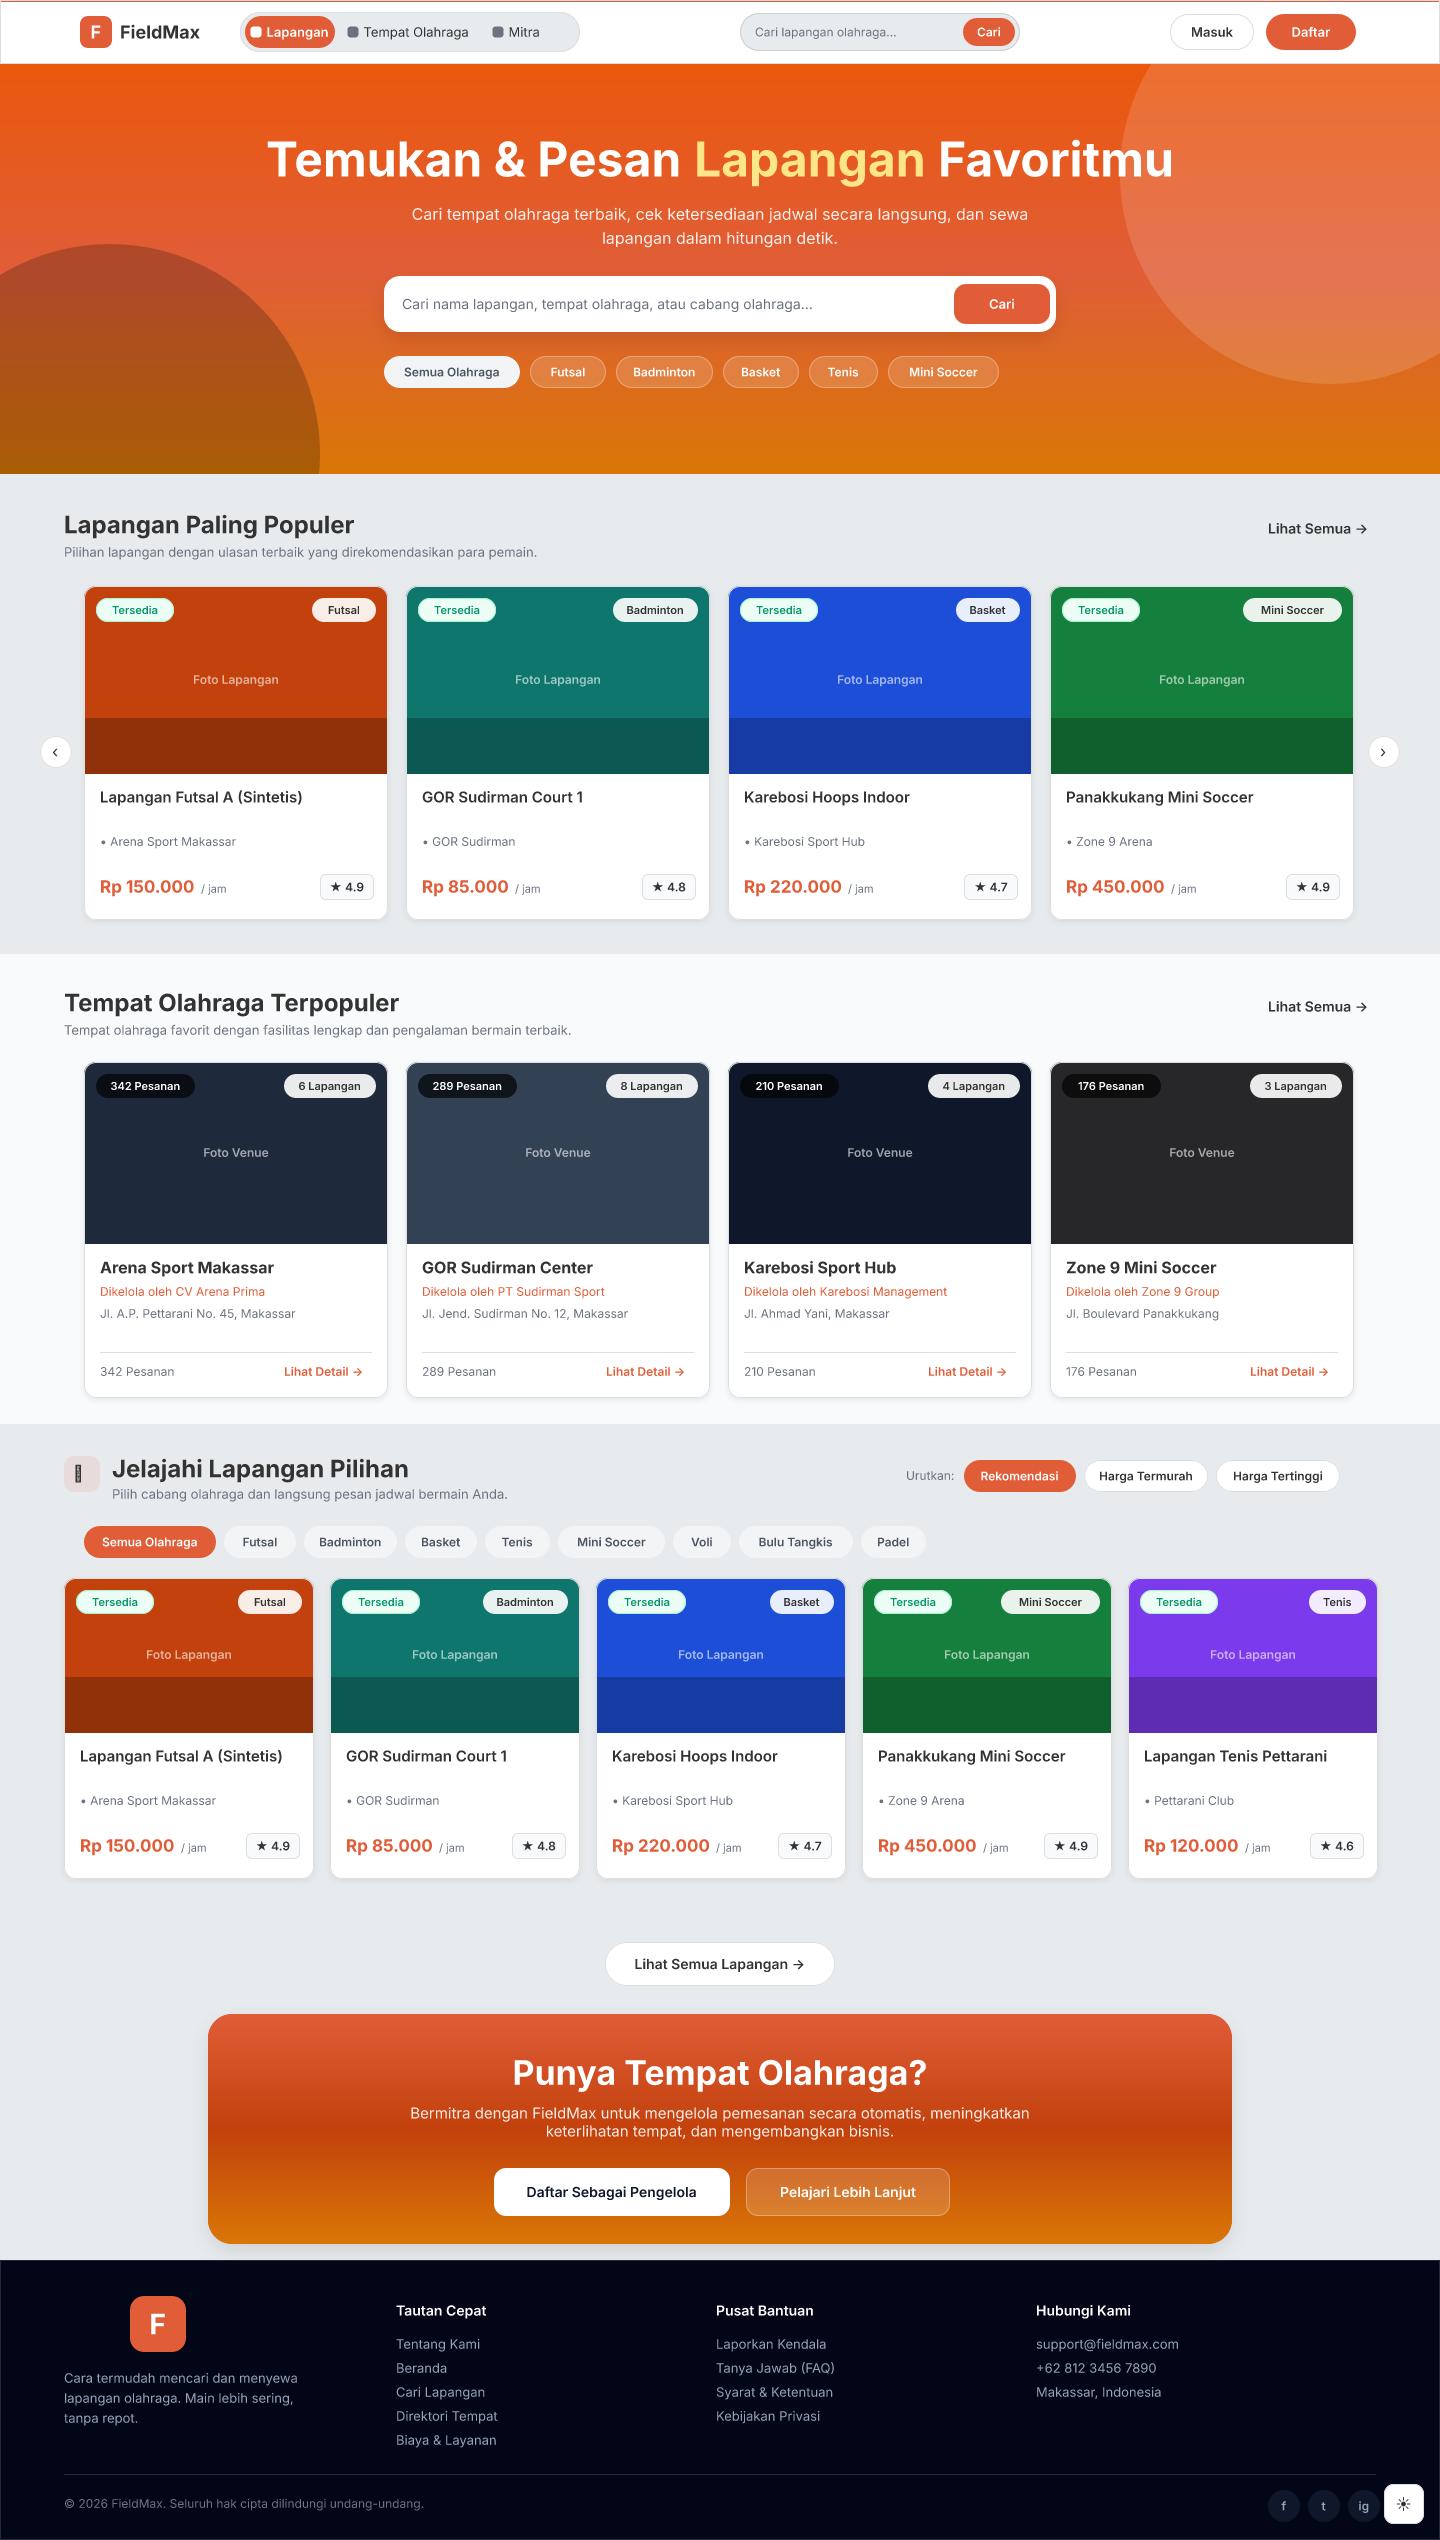 F FieldMax Lapangan Tempat Olahraga Mitra Cari lapangan olahraga... Cari Masuk Daftar
Temukan & Pesan Lapangan Favoritmu
Cari tempat olahraga terbaik, cek ketersediaan jadwal secara langsung, dan sewa
lapangan dalam hitungan detik.
Cari nama lapangan, tempat olahraga, atau cabang olahraga... Cari
Semua Olahraga Futsal Badminton Basket Tenis Mini Soccer
Lapangan Paling Populer
Lihat Semua →
Pilihan lapangan dengan ulasan terbaik yang direkomendasikan para pemain.
Tersedia Futsal Tersedia Badminton Tersedia Basket Tersedia Mini Soccer
Foto Lapangan Foto Lapangan Foto Lapangan Foto Lapangan
‹ ›
Lapangan Futsal A (Sintetis) GOR Sudirman Court 1 Karebosi Hoops Indoor Panakkukang Mini Soccer
• Arena Sport Makassar • GOR Sudirman • Karebosi Sport Hub • Zone 9 Arena
Rp 150.000 / jam ★ 4.9 Rp 85.000 / jam ★ 4.8 Rp 220.000 / jam ★ 4.7 Rp 450.000 / jam ★ 4.9
Tempat Olahraga Terpopuler
Lihat Semua →
Tempat olahraga favorit dengan fasilitas lengkap dan pengalaman bermain terbaik.
342 Pesanan 6 Lapangan 289 Pesanan 8 Lapangan 210 Pesanan 4 Lapangan 176 Pesanan 3 Lapangan
Foto Venue Foto Venue Foto Venue Foto Venue
Arena Sport Makassar GOR Sudirman Center Karebosi Sport Hub Zone 9 Mini Soccer
Dikelola oleh CV Arena Prima Dikelola oleh PT Sudirman Sport Dikelola oleh Karebosi Management Dikelola oleh Zone 9 Group
Jl. A.P. Pettarani No. 45, Makassar Jl. Jend. Sudirman No. 12, Makassar Jl. Ahmad Yani, Makassar Jl. Boulevard Panakkukang
342 Pesanan Lihat Detail → 289 Pesanan Lihat Detail → 210 Pesanan Lihat Detail → 176 Pesanan Lihat Detail →
Jelajahi Lapangan Pilihan
Urutkan: Rekomendasi Harga Termurah Harga Tertinggi
Pilih cabang olahraga dan langsung pesan jadwal bermain Anda.
Semua Olahraga Futsal Badminton Basket Tenis Mini Soccer Voli Bulu Tangkis Padel
Tersedia Futsal Tersedia Badminton Tersedia Basket Tersedia Mini Soccer Tersedia Tenis
Foto Lapangan Foto Lapangan Foto Lapangan Foto Lapangan Foto Lapangan
Lapangan Futsal A (Sintetis) GOR Sudirman Court 1 Karebosi Hoops Indoor Panakkukang Mini Soccer Lapangan Tenis Pettarani
• Arena Sport Makassar • GOR Sudirman • Karebosi Sport Hub • Zone 9 Arena • Pettarani Club
Rp 150.000 / jam ★ 4.9 Rp 85.000 / jam ★ 4.8 Rp 220.000 / jam ★ 4.7 Rp 450.000 / jam ★ 4.9 Rp 120.000 / jam ★ 4.6
Lihat Semua Lapangan →
Punya Tempat Olahraga?
Bermitra dengan FieldMax untuk mengelola pemesanan secara otomatis, meningkatkan
keterlihatan tempat, dan mengembangkan bisnis.
Daftar Sebagai Pengelola Pelajari Lebih Lanjut
F
Cara termudah mencari dan menyewa
lapangan olahraga. Main lebih sering,
tanpa repot.
Tautan Cepat
Tentang Kami
Beranda
Cari Lapangan
Direktori Tempat
Biaya & Layanan
Pusat Bantuan
Laporkan Kendala
Tanya Jawab (FAQ)
Syarat & Ketentuan
Kebijakan Privasi
Hubungi Kami
support@fieldmax.com
+62 812 3456 7890
Makassar, Indonesia
© 2026 FieldMax. Seluruh hak cipta dilindungi undang-undang.
f t ig